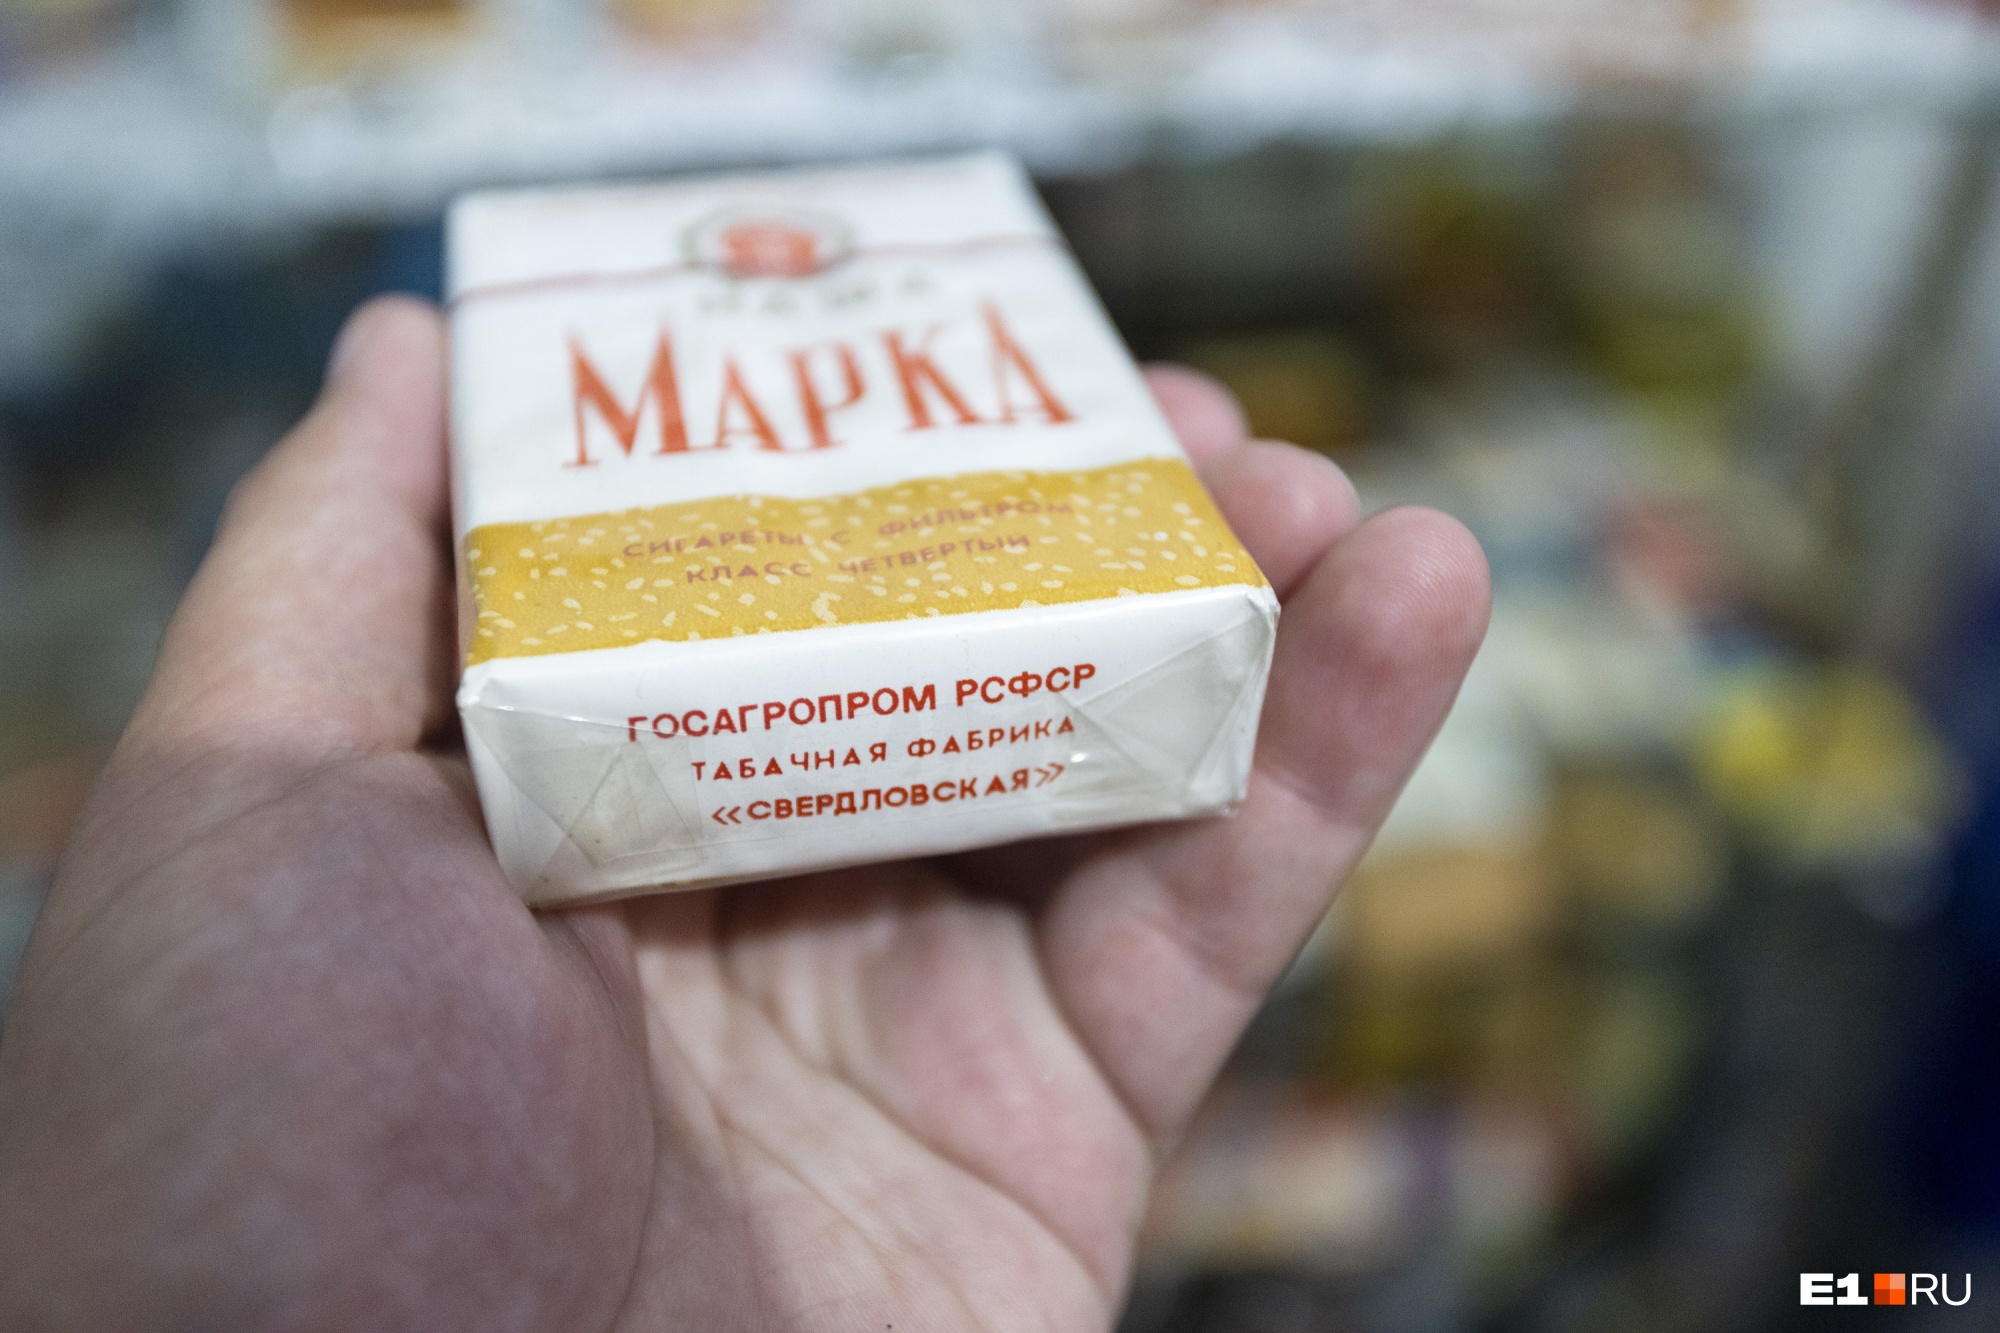 НАША
МАРКА
СИГАРЕТЫ С ФИЛЬТРОМ
КЛАСС ЧЕТВЕРТЫЙ
ГОСАГРОПРОМ РСФСР
ТАБАЧНАЯ ФАБРИКА
«СВЕРДЛОВСКАЯ»
E1 RU